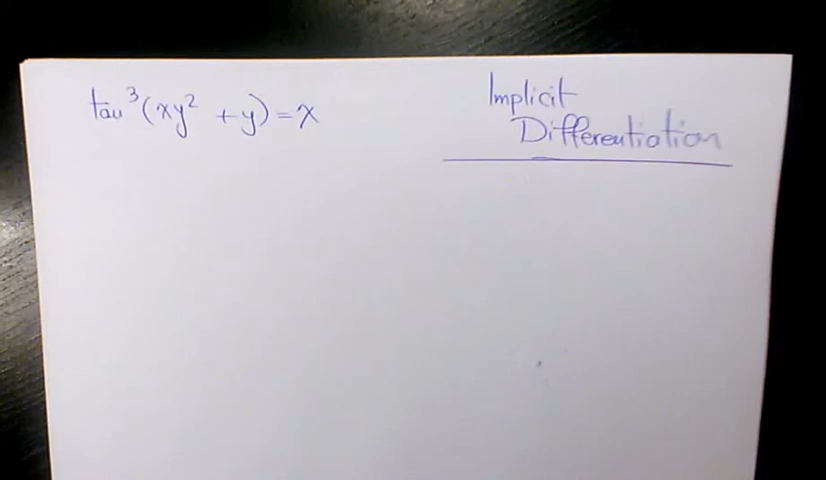 tan³(xy² + y) = x
Implicit
Differentiation